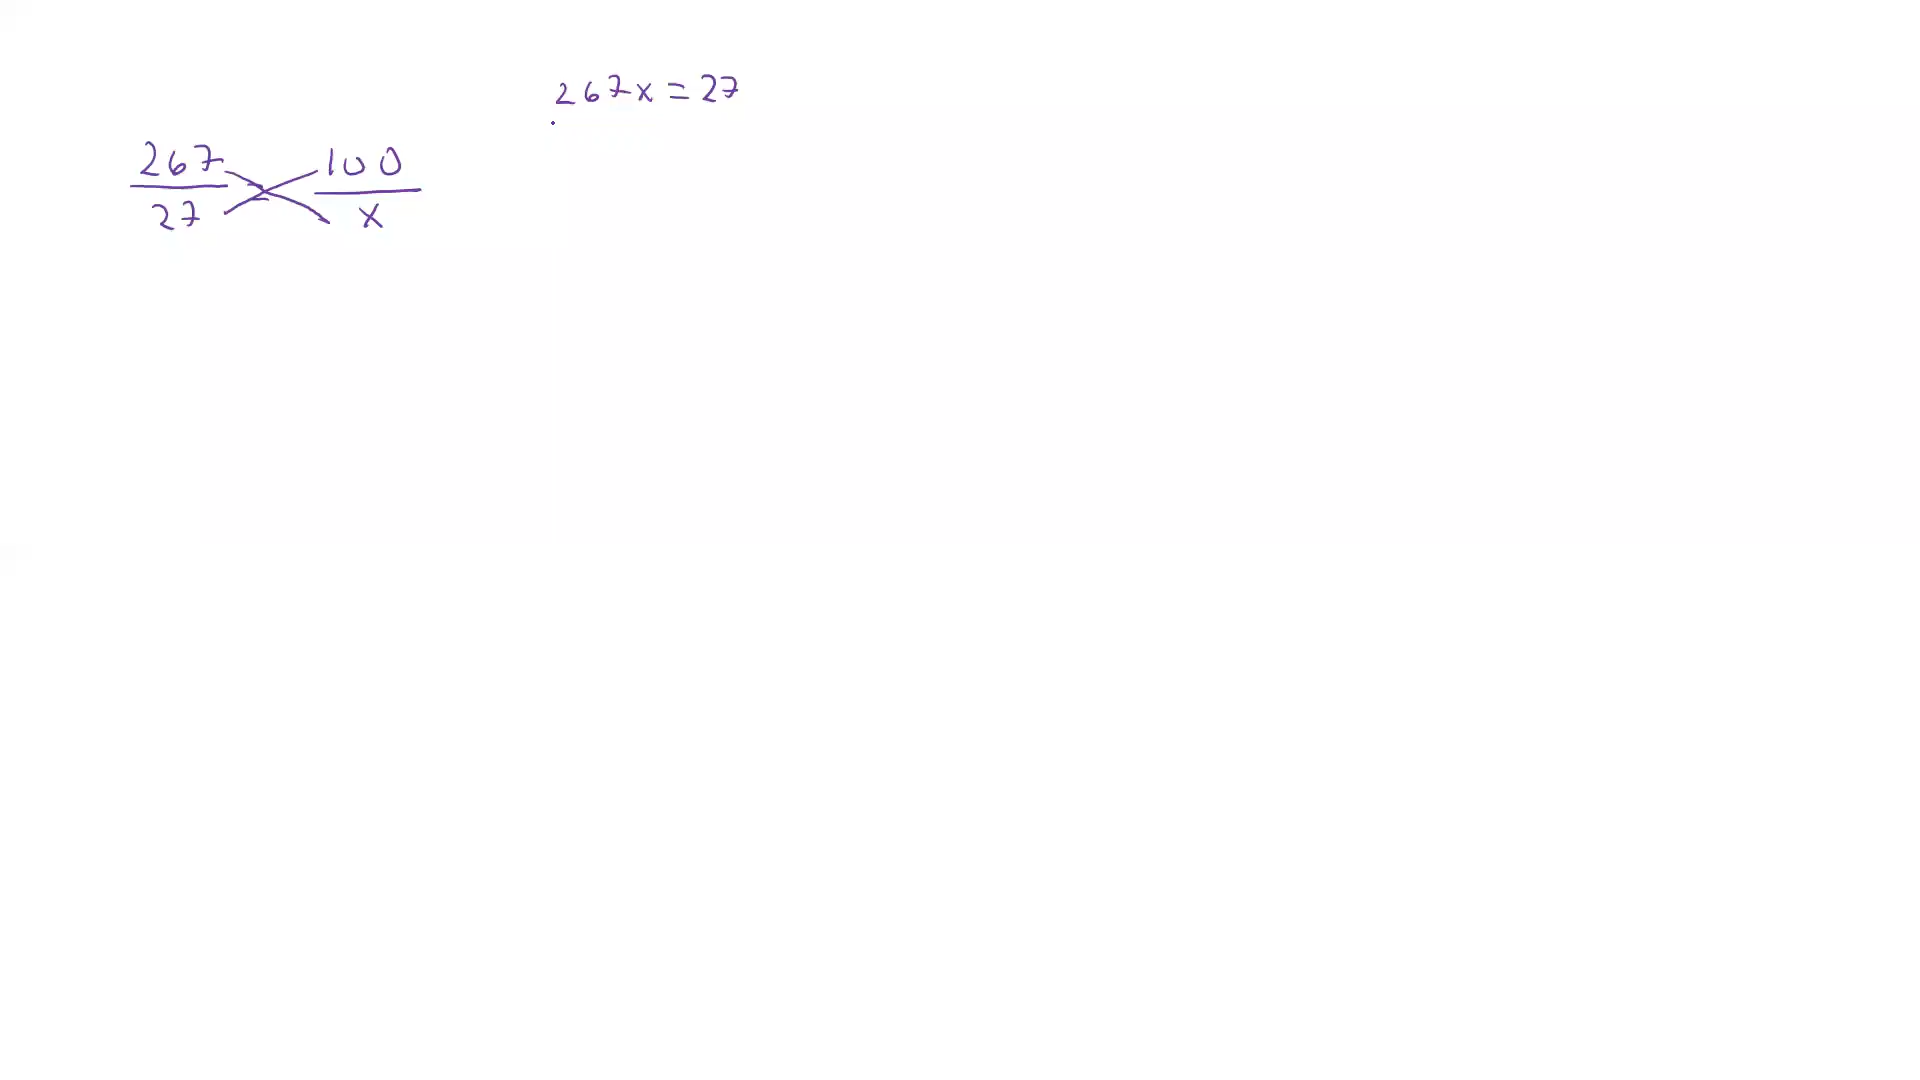 267x = 27
267 = 100
27 x